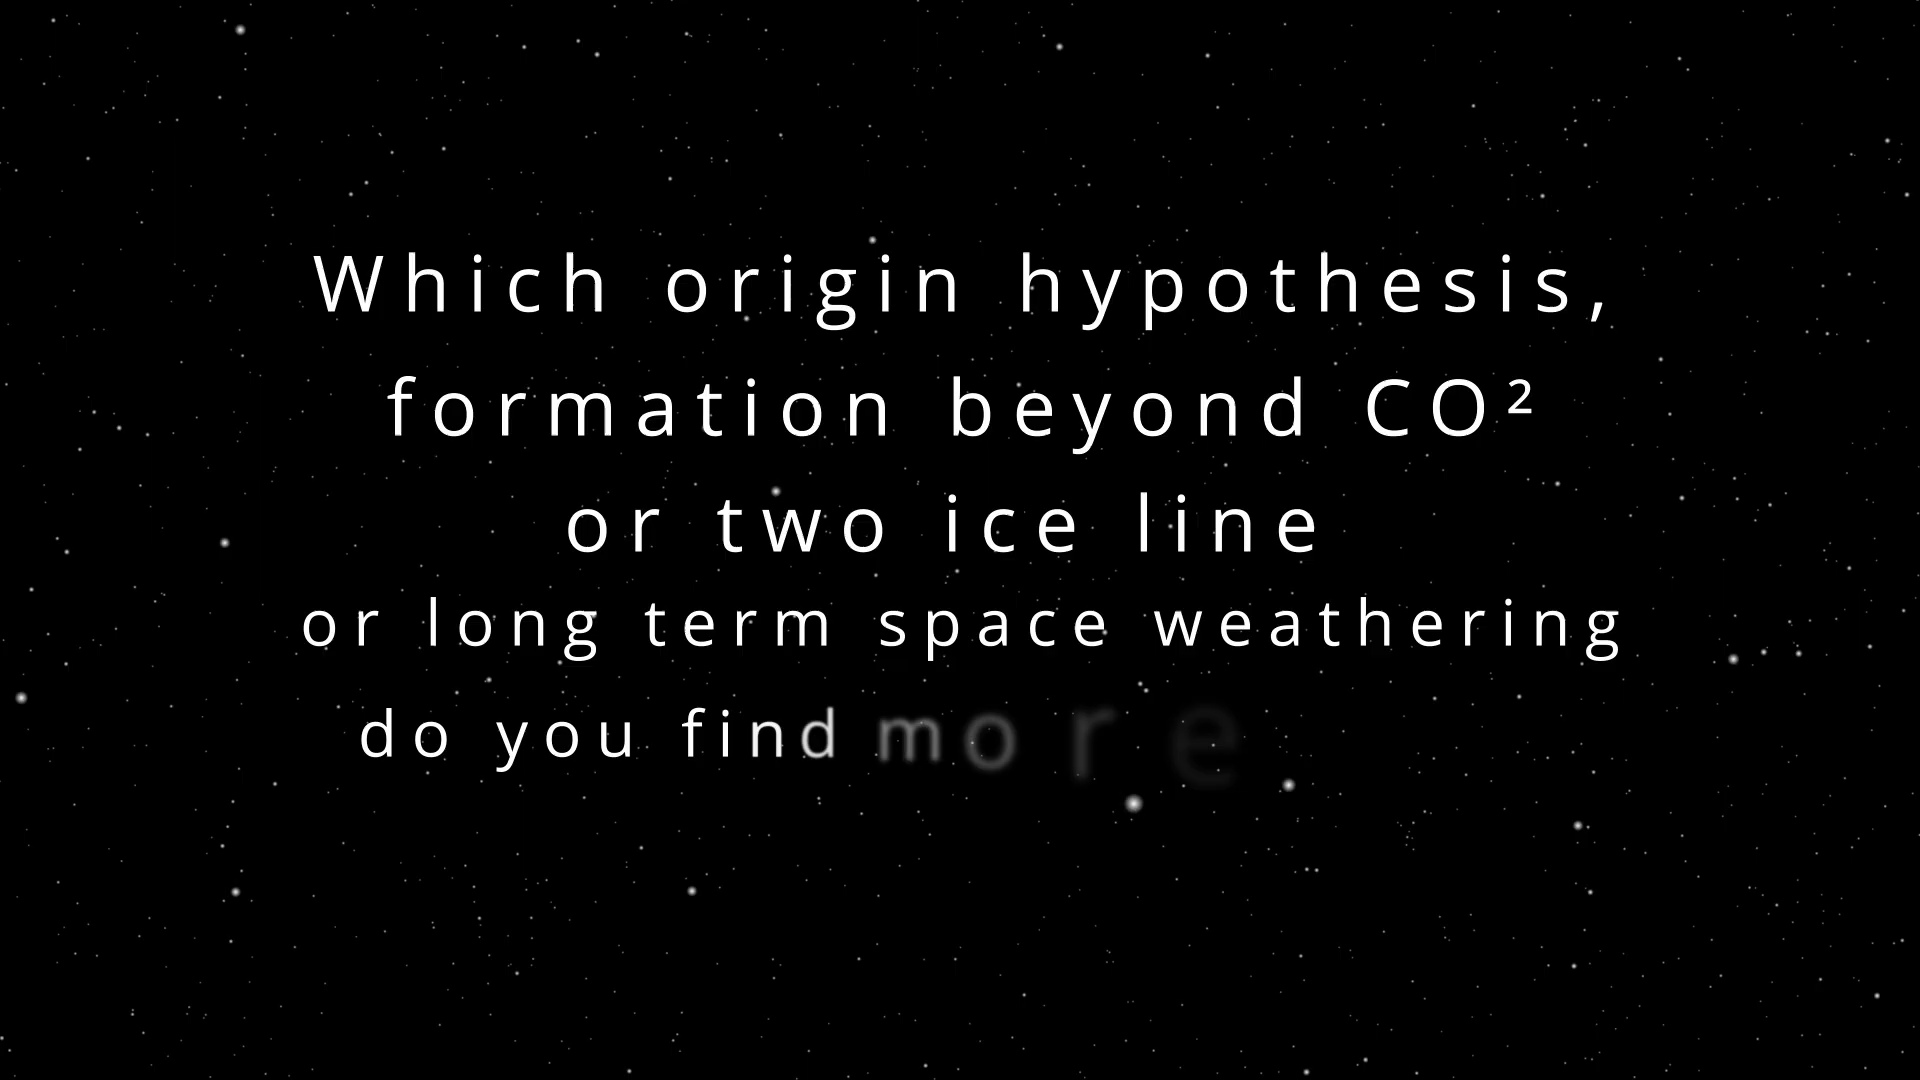 Which origin hypothesis,
formation beyond CO²
or two ice line
or long term space weathering
do you find more